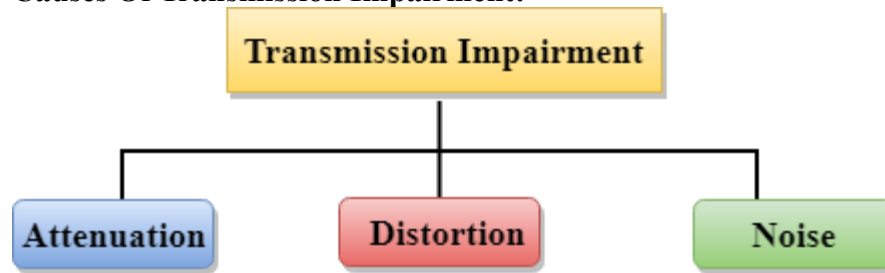 Causes Of Transmission Impairment:
Transmission Impairment
Attenuation
Distortion
Noise